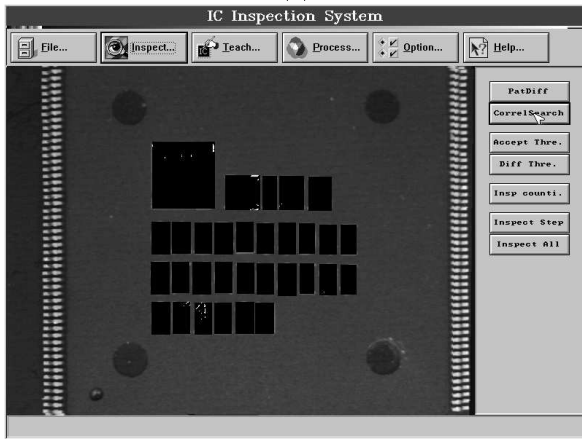 IC Inspection System
File... Inspect... Teach... Process... Option... Help...
PatDiff
CorrelSearch
Accept Thre.
Diff Thre.
Insp counti.
Inspect Step
Inspect All